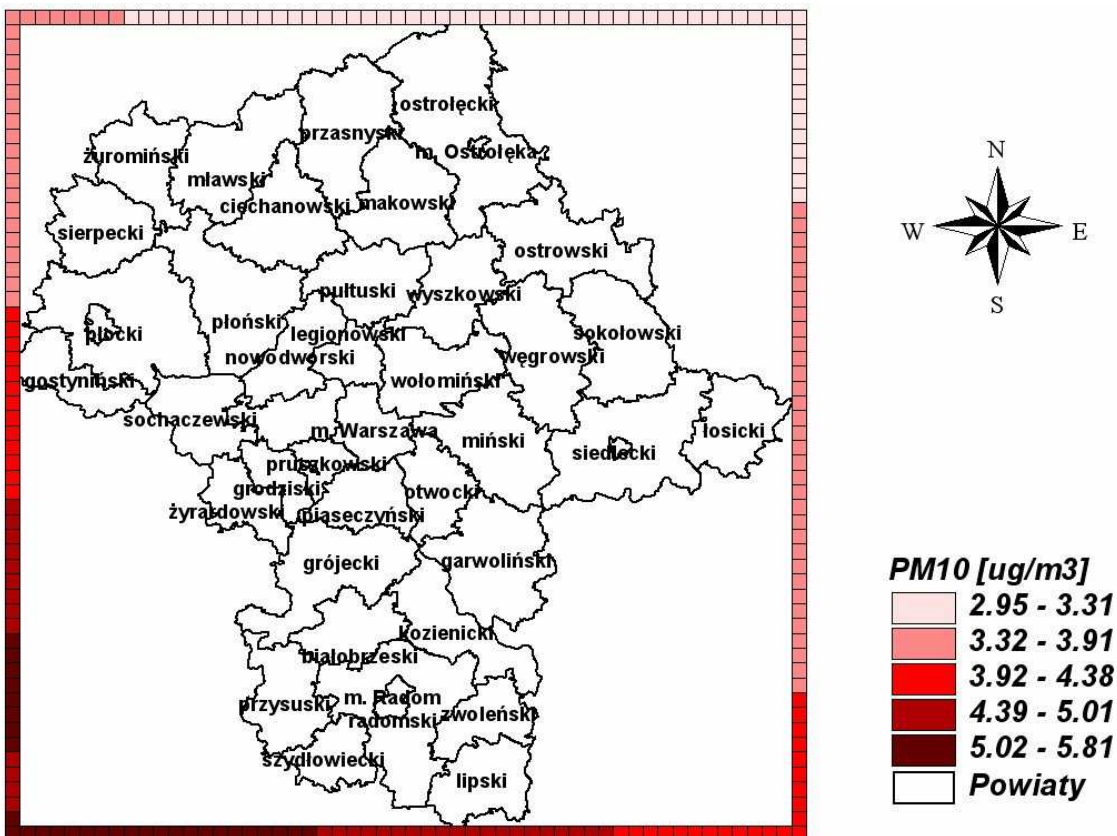 ostrołęcki
przasnyski
m. Ostrołęka
żuromiński
mławski
ciechanowski
makowski
sierpecki
ostrowski
pułtuski
wyszkowski
płoński
legionowski
sokołowski
płocki
nowodworski
węgrowski
gostyniński
wołomiński
sochaczewski
m. Warszawa
miński
łosicki
siedlecki
pruszkowski
grodziski
otwocki
żyrardowski
piaseczyński
grójecki
garwoliński
kozienicki
białobrzeski
przysuski
m. Radom
radomski
zwoleński
szydłowiecki
lipski
N
W
E
S
PM10 [ug/m3]
2.95 - 3.31
3.32 - 3.91
3.92 - 4.38
4.39 - 5.01
5.02 - 5.81
Powiaty